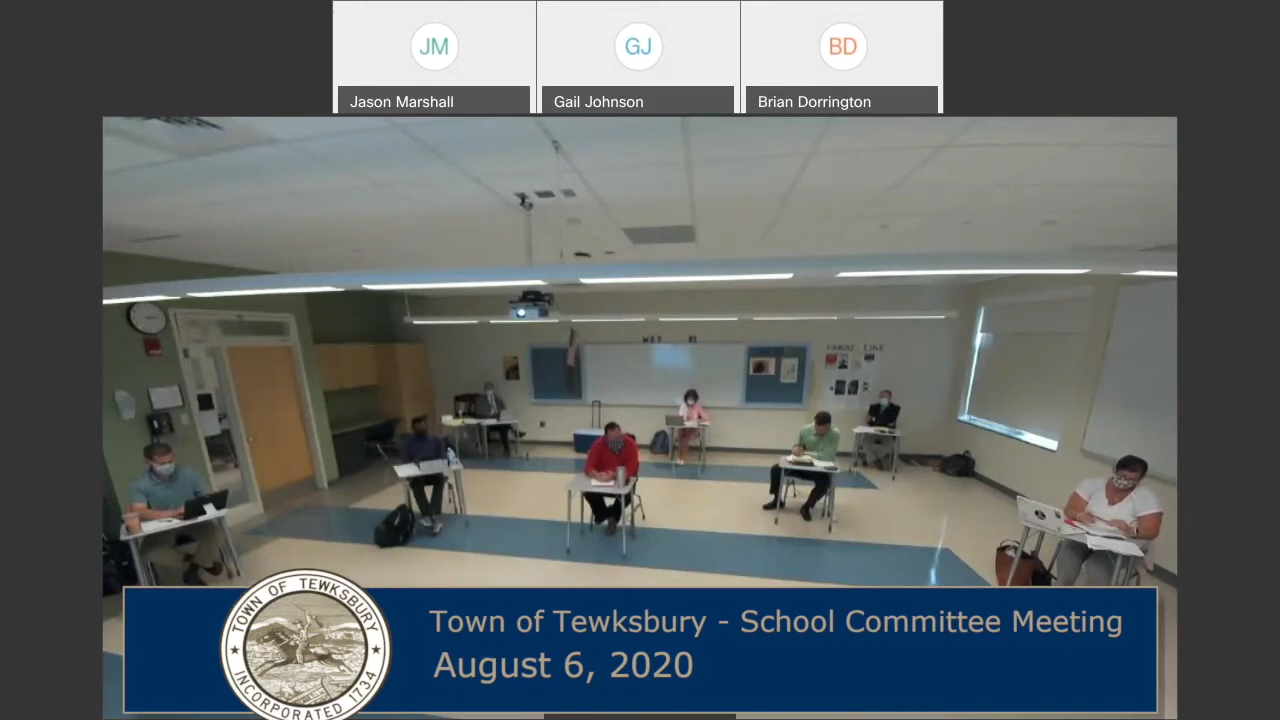 JM
GJ
BD
Jason Marshall
Gail Johnson
Brian Dorrington
Town of Tewksbury - School Committee Meeting
August 6, 2020
TOWN OF TEWKSBURY
INCORPORATED 1734